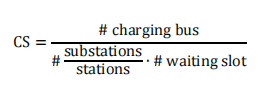 # charging bus
CS =
# substations
stations · # waiting slot